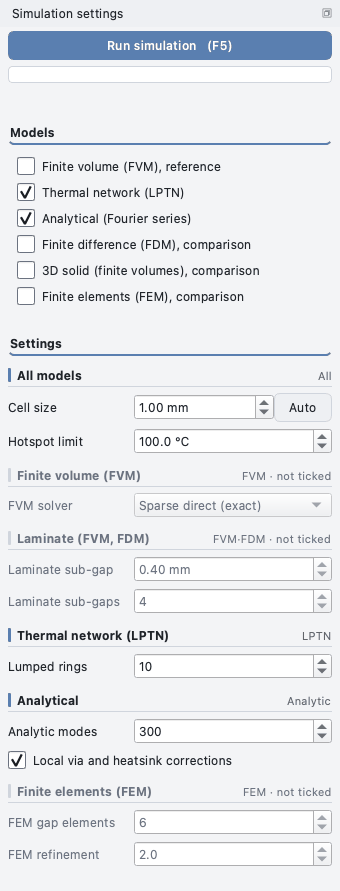 Simulation settings
Run simulation (F5)
Models
Finite volume (FVM), reference
Thermal network (LPTN)
Analytical (Fourier series)
Finite difference (FDM), comparison
3D solid (finite volumes), comparison
Finite elements (FEM), comparison
Settings
All models All
Cell size 1.00 mm Auto
Hotspot limit 100.0 °C
Finite volume (FVM) FVM · not ticked
FVM solver Sparse direct (exact)
Laminate (FVM, FDM) FVM·FDM · not ticked
Laminate sub-gap 0.40 mm
Laminate sub-gaps 4
Thermal network (LPTN) LPTN
Lumped rings 10
Analytical Analytic
Analytic modes 300
Local via and heatsink corrections
Finite elements (FEM) FEM · not ticked
FEM gap elements 6
FEM refinement 2.0